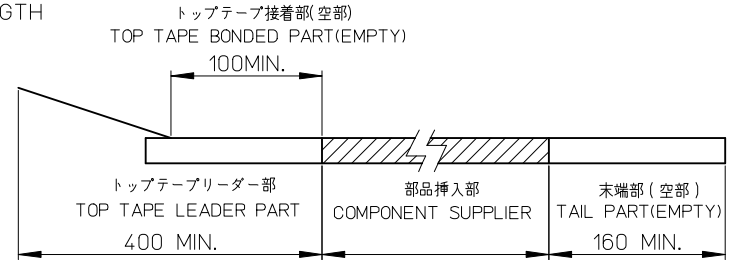 GTH
トップテープ接着部(空部)
TOP TAPE BONDED PART(EMPTY)
100MIN.
トップテープリーダー部
TOP TAPE LEADER PART
部品挿入部
COMPONENT SUPPLIER
末端部(空部)
TAIL PART(EMPTY)
400 MIN.
160 MIN.